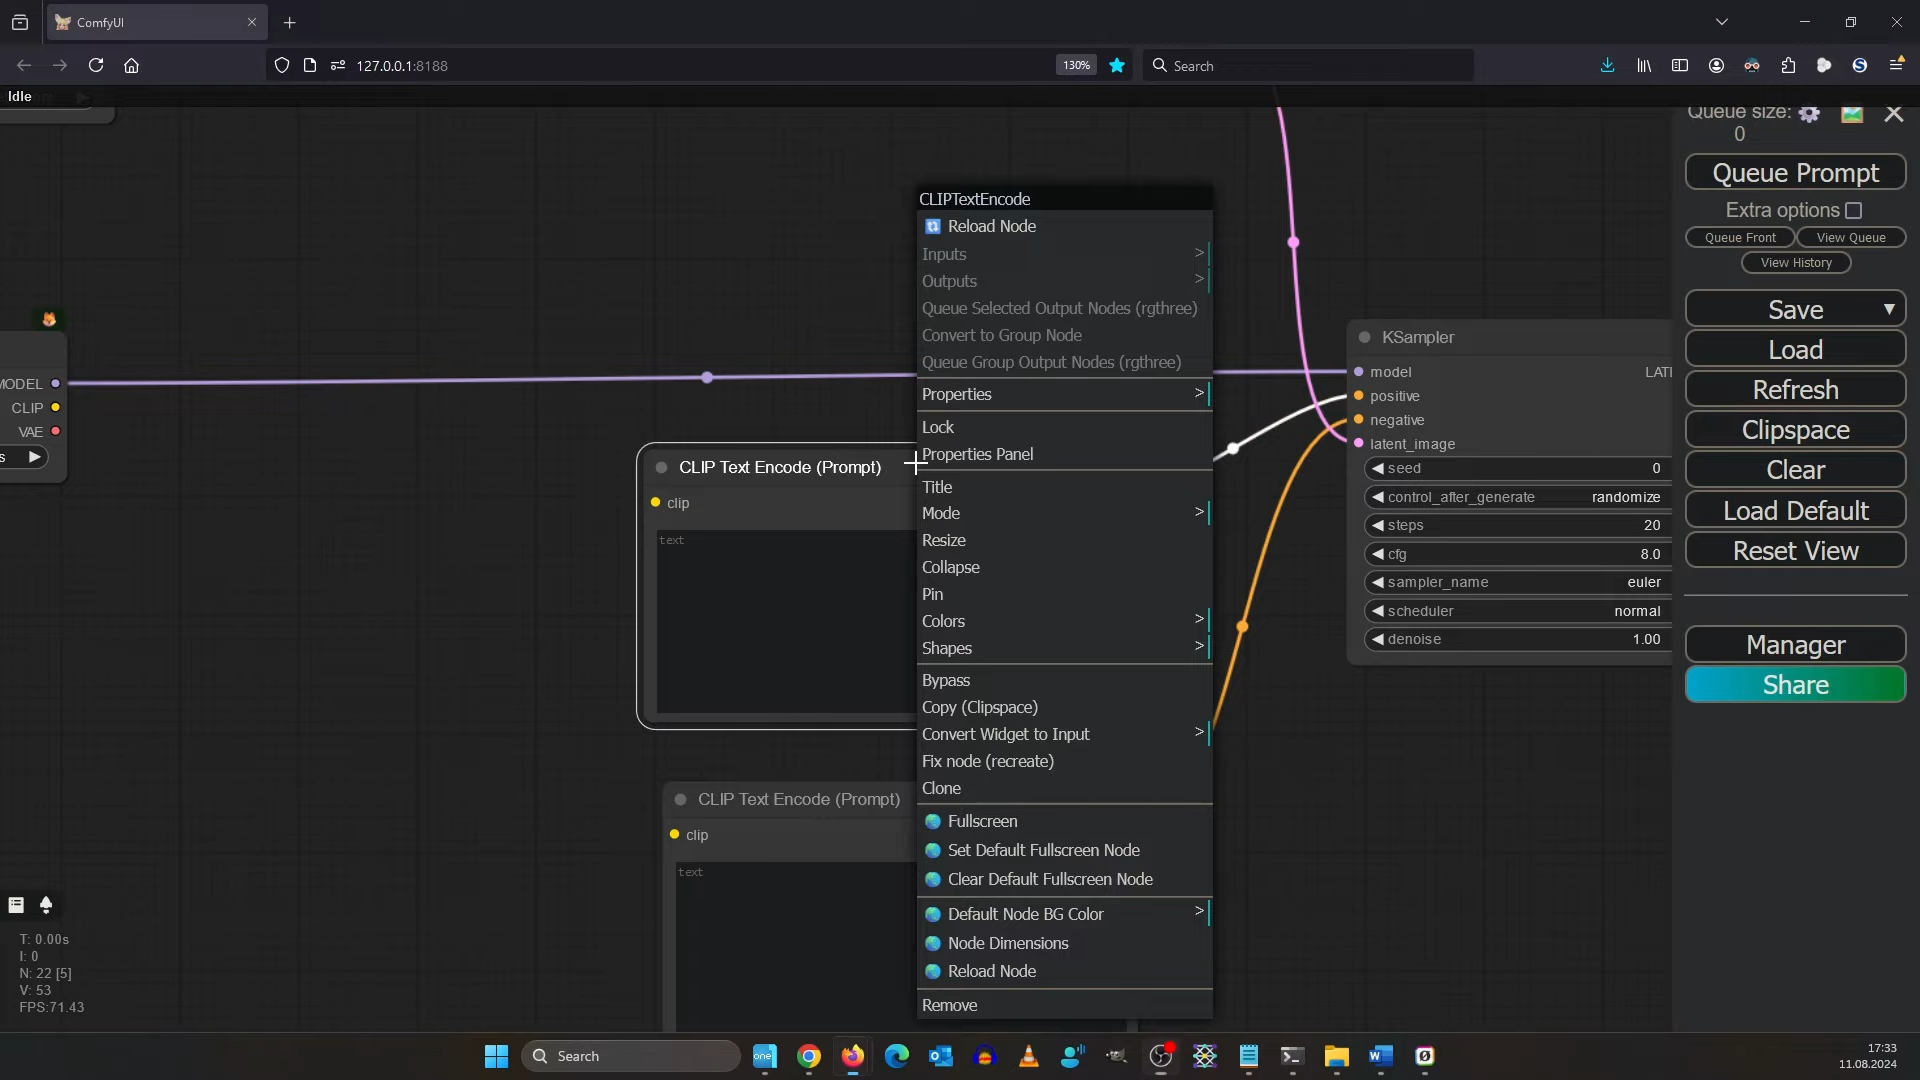 ComfyUI
127.0.0.1:8188
130%
Search
Idle
Queue size:
0
Queue Prompt
Extra options
Queue Front
View Queue
View History
Save
Load
Refresh
Clipspace
Clear
Load Default
Reset View
Manager
Share
MODEL
CLIP
VAE
s
CLIP Text Encode (Prompt)
clip
text
CLIP Text Encode (Prompt)
clip
text
CLIPTextEncode
Reload Node
Inputs >
Outputs >
Queue Selected Output Nodes (rgthree)
Convert to Group Node
Queue Group Output Nodes (rgthree)
Properties >
Lock
Properties Panel
Title
Mode >
Resize
Collapse
Pin
Colors >
Shapes >
Bypass
Copy (Clipspace)
Convert Widget to Input >
Fix node (recreate)
Clone
Fullscreen
Set Default Fullscreen Node
Clear Default Fullscreen Node
Default Node BG Color >
Node Dimensions
Reload Node
Remove
KSampler
model LATI
positive
negative
latent_image
seed 0
control_after_generate randomize
steps 20
cfg 8.0
sampler_name euler
scheduler normal
denoise 1.00
T: 0.00s
I: 0
N: 22 [5]
V: 53
FPS:71.43
Search
one
17:33
11.08.2024